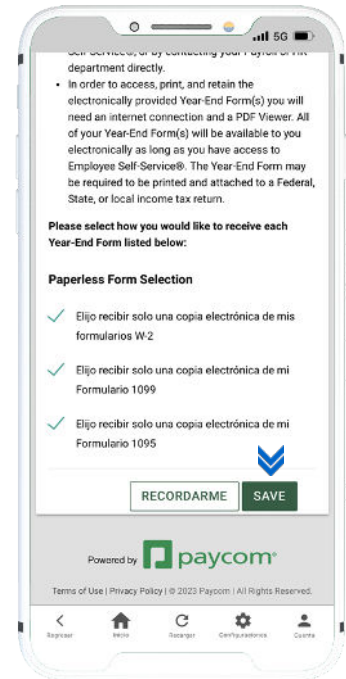 5G
department directly.
• In order to access, print, and retain the
electronically provided Year-End Form(s) you will
need an internet connection and a PDF Viewer. All
of your Year-End Form(s) will be available to you
electronically as long as you have access to
Employee Self-Service®. The Year-End Form may
be required to be printed and attached to a Federal,
State, or local income tax return.
Please select how you would like to receive each
Year-End Form listed below:
Paperless Form Selection
Elijo recibir solo una copia electrónica de mis
formularios W-2
Elijo recibir solo una copia electrónica de mi
Formulario 1099
Elijo recibir solo una copia electrónica de mi
Formulario 1095
RECORDARME SAVE
Powered by paycom
Terms of Use | Privacy Policy | © 2023 Paycom | All Rights Reserved.
Regresar Inicio Recargar Configuraciones Cuenta